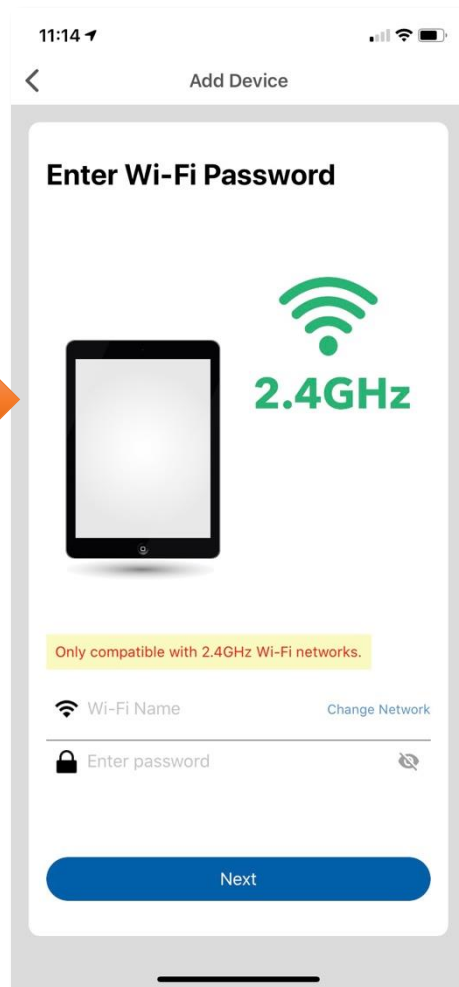 11:14
Add Device
Enter Wi-Fi Password
2.4GHz
Only compatible with 2.4GHz Wi-Fi networks.
Wi-Fi Name
Change Network
Enter password
Next